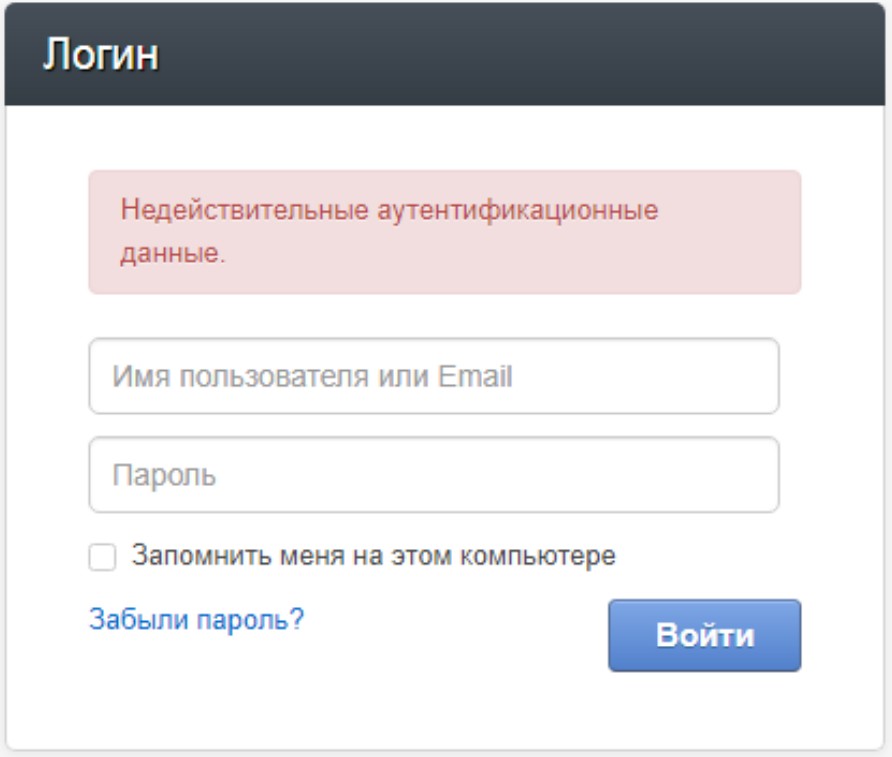 Логин
Недействительные аутентификационные
данные.
Имя пользователя или Email
Пароль
Запомнить меня на этом компьютере
Забыли пароль?
Войти